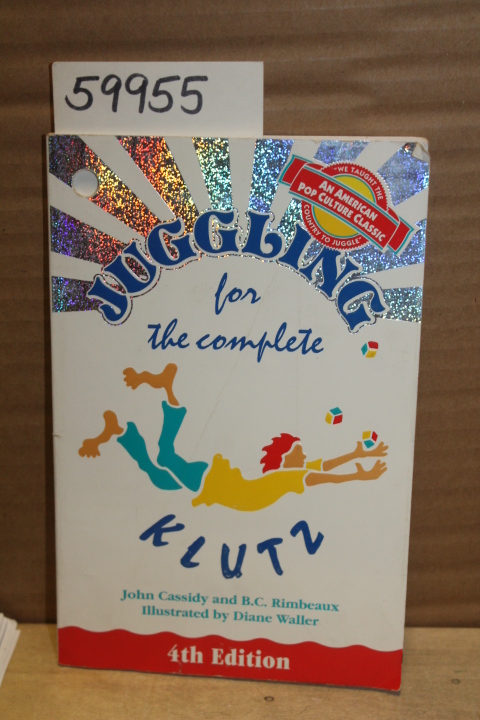 59955
"WE TAUGHT THE
AN AMERICAN
POP CULTURE CLASSIC
COUNTRY TO JUGGLE"
JUGGLING
for
the complete
KLUTZ
John Cassidy and B.C. Rimbeaux
Illustrated by Diane Waller
4th Edition